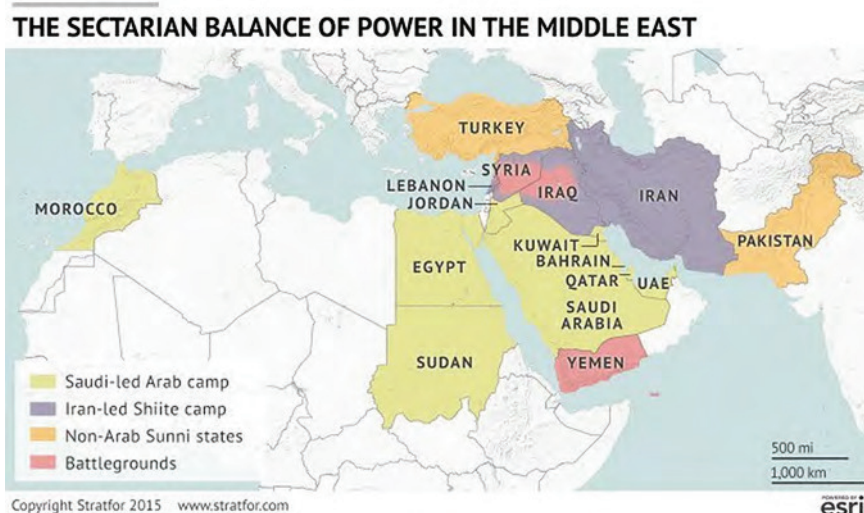 THE SECTARIAN BALANCE OF POWER IN THE MIDDLE EAST
TURKEY
SYRIA
LEBANON
IRAQ
IRAN
JORDAN
MOROCCO
KUWAIT
PAKISTAN
BAHRAIN
EGYPT
QATAR
UAE
SAUDI
ARABIA
SUDAN
YEMEN
Saudi-led Arab camp
Iran-led Shiite camp
Non-Arab Sunni states
Battlegrounds
500 mi
1,000 km
Copyright Stratfor 2015 www.stratfor.com
POWERED BY
esri